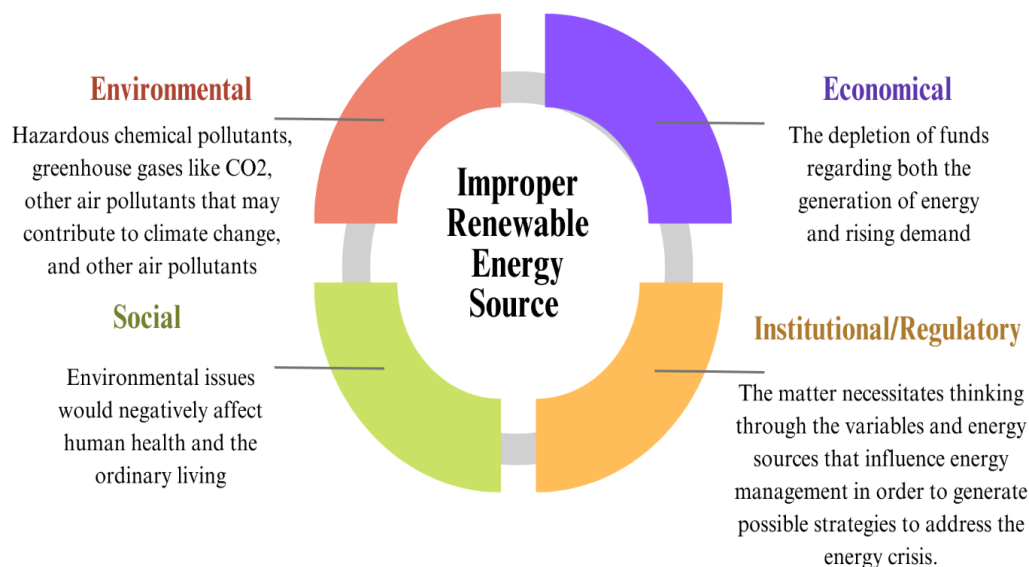 Environmental
Hazardous chemical pollutants,
greenhouse gases like CO2,
other air pollutants that may
contribute to climate change,
and other air pollutants
Economical
The depletion of funds
regarding both the
generation of energy
and rising demand
Improper
Renewable
Energy
Source
Social
Environmental issues
would negatively affect
human health and the
ordinary living
Institutional/Regulatory
The matter necessitates thinking
through the variables and energy
sources that influence energy
management in order to generate
possible strategies to address the
energy crisis.